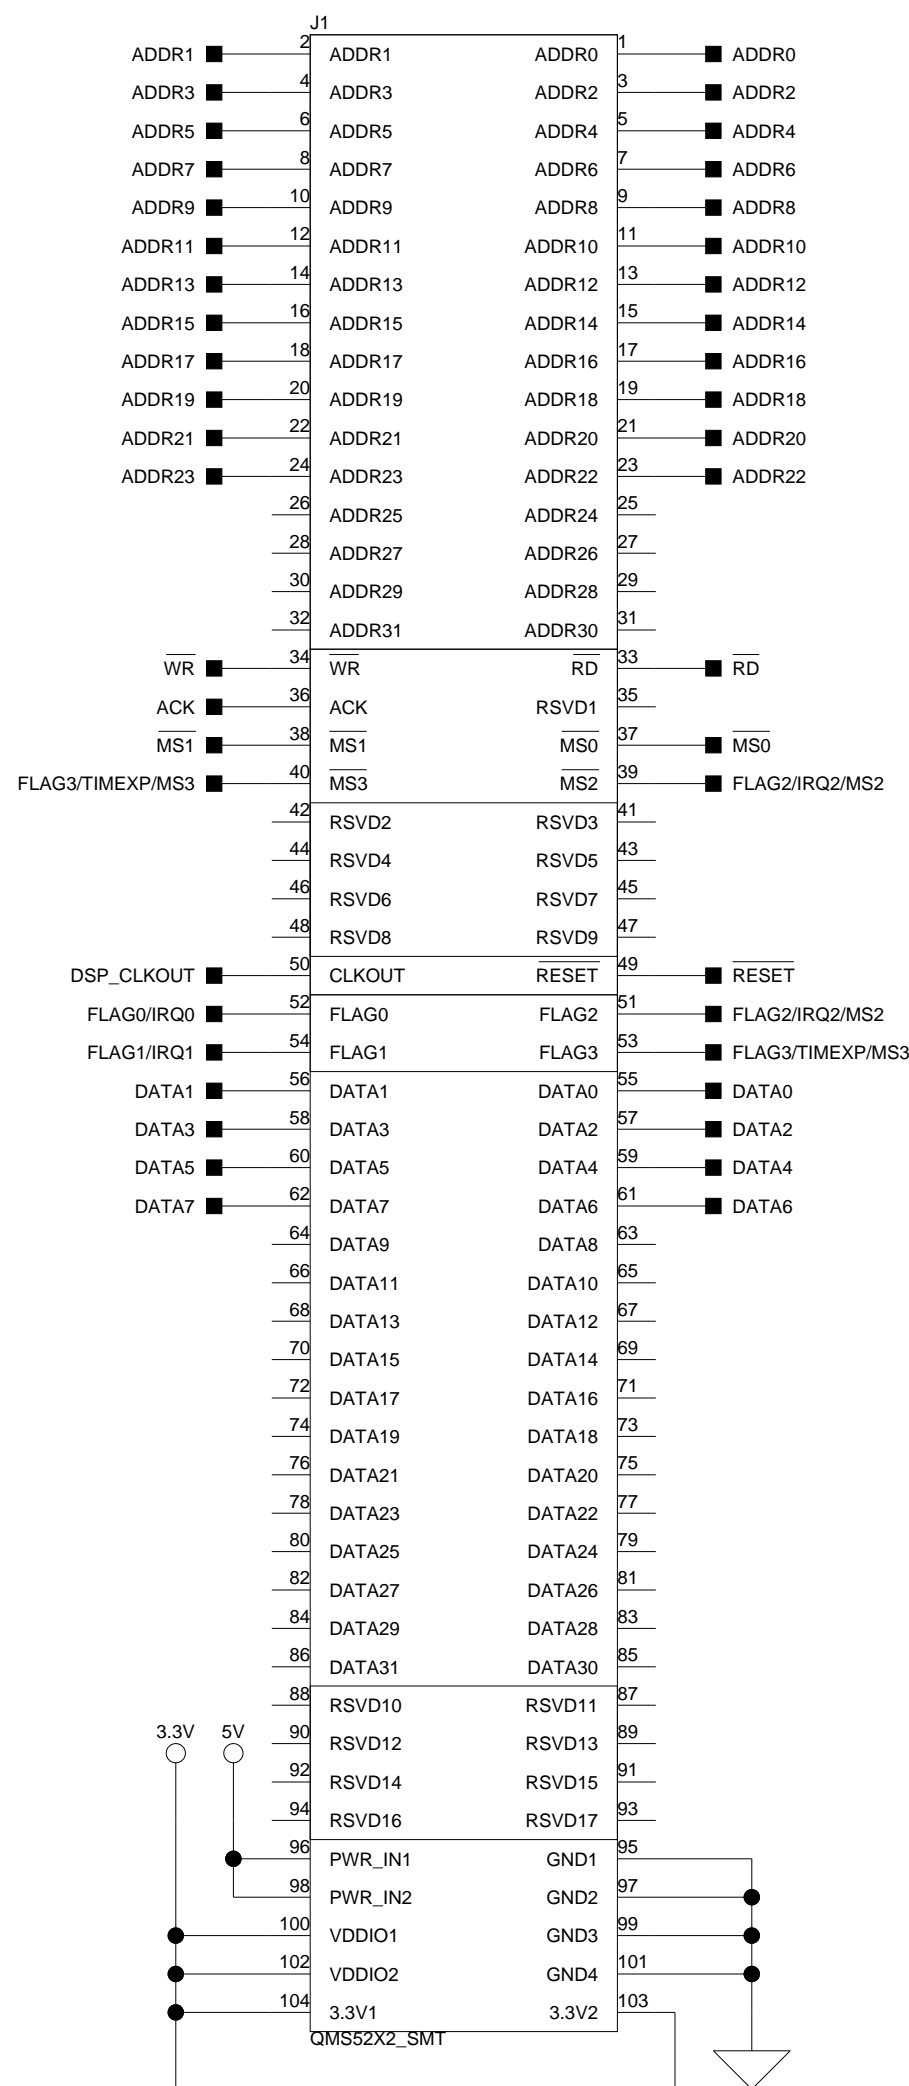 J1
ADDR1 2 ADDR1 ADDR0 1 ADDR0
ADDR3 4 ADDR3 ADDR2 3 ADDR2
ADDR5 6 ADDR5 ADDR4 5 ADDR4
ADDR7 8 ADDR7 ADDR6 7 ADDR6
ADDR9 10 ADDR9 ADDR8 9 ADDR8
ADDR11 12 ADDR11 ADDR10 11 ADDR10
ADDR13 14 ADDR13 ADDR12 13 ADDR12
ADDR15 16 ADDR15 ADDR14 15 ADDR14
ADDR17 18 ADDR17 ADDR16 17 ADDR16
ADDR19 20 ADDR19 ADDR18 19 ADDR18
ADDR21 22 ADDR21 ADDR20 21 ADDR20
ADDR23 24 ADDR23 ADDR22 23 ADDR22
26 ADDR25 ADDR24 25
28 ADDR27 ADDR26 27
30 ADDR29 ADDR28 29
32 ADDR31 ADDR30 31
WR 34 WR RD 33 RD
ACK 36 ACK RSVD1 35
MS1 38 MS1 MS0 37 MS0
FLAG3/TIMEXP/MS3 40 MS3 MS2 39 FLAG2/IRQ2/MS2
42 RSVD2 RSVD3 41
44 RSVD4 RSVD5 43
46 RSVD6 RSVD7 45
48 RSVD8 RSVD9 47
DSP_CLKOUT 50 CLKOUT RESET 49 RESET
FLAG0/IRQ0 52 FLAG0 FLAG2 51 FLAG2/IRQ2/MS2
FLAG1/IRQ1 54 FLAG1 FLAG3 53 FLAG3/TIMEXP/MS3
DATA1 56 DATA1 DATA0 55 DATA0
DATA3 58 DATA3 DATA2 57 DATA2
DATA5 60 DATA5 DATA4 59 DATA4
DATA7 62 DATA7 DATA6 61 DATA6
64 DATA9 DATA8 63
66 DATA11 DATA10 65
68 DATA13 DATA12 67
70 DATA15 DATA14 69
72 DATA17 DATA16 71
74 DATA19 DATA18 73
76 DATA21 DATA20 75
78 DATA23 DATA22 77
80 DATA25 DATA24 79
82 DATA27 DATA26 81
84 DATA29 DATA28 83
86 DATA31 DATA30 85
88 RSVD10 RSVD11 87
3.3V 5V 90 RSVD12 RSVD13 89
92 RSVD14 RSVD15 91
94 RSVD16 RSVD17 93
96 PWR_IN1 GND1 95
98 PWR_IN2 GND2 97
100 VDDIO1 GND3 99
102 VDDIO2 GND4 101
104 3.3V1 3.3V2 103
QMS52X2_SMT